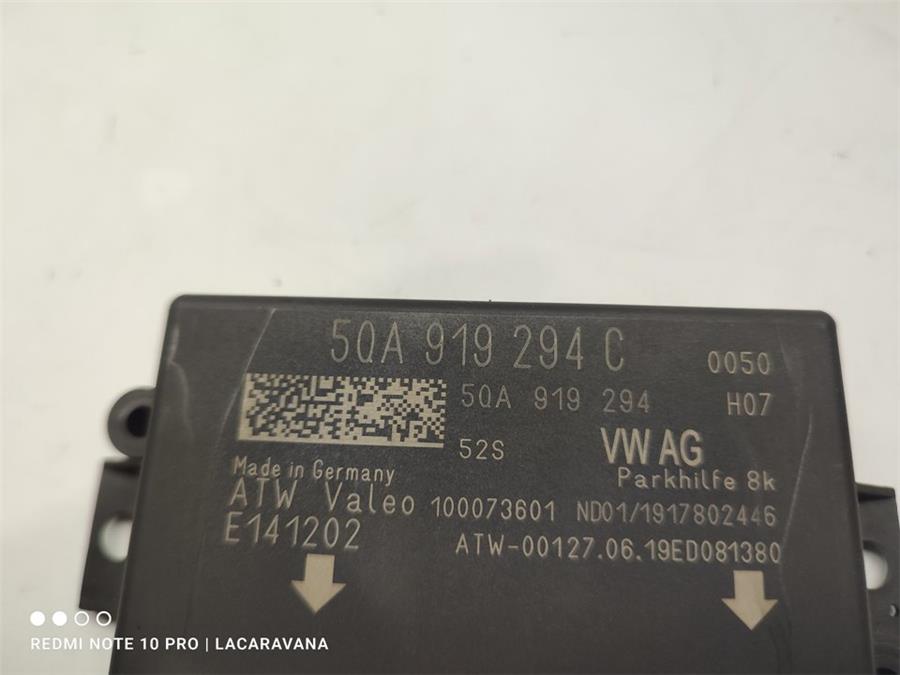 5QA 919 294 C 0050
5QA 919 294 H07
52S VW AG
Made in Germany Parkhilfe 8k
ATW Valeo 100073601 ND01/1917802446
E141202 ATW-00127.06.19ED081380
REDMI NOTE 10 PRO | LACARAVANA